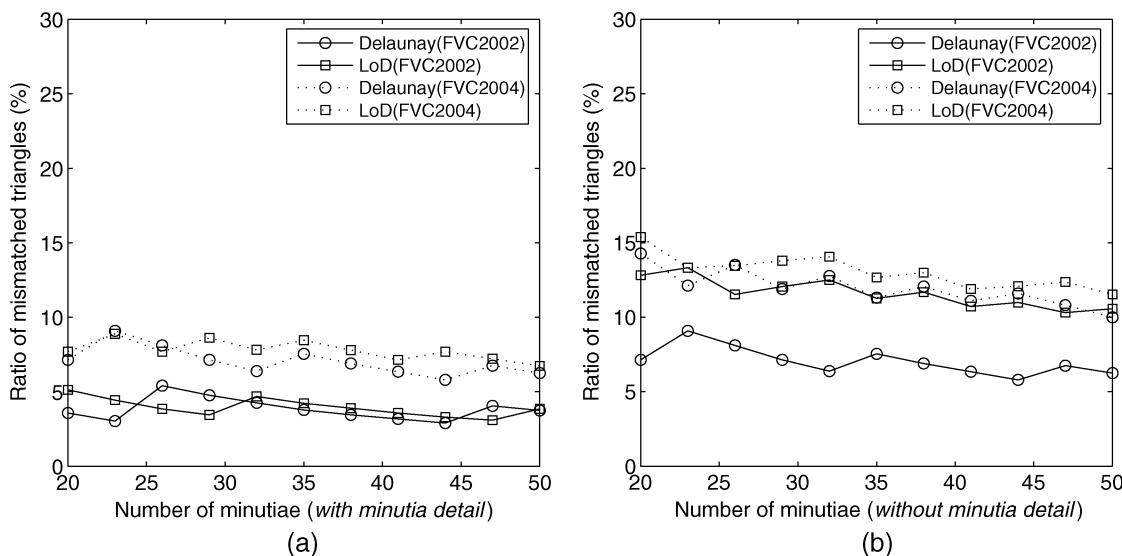 30
25
20
15
10
5
0
Ratio of mismatched triangles (%)
Delaunay(FVC2002)
LoD(FVC2002)
Delaunay(FVC2004)
LoD(FVC2004)
20 25 30 35 40 45 50
Number of minutiae (with minutia detail)
(a)
30
25
20
15
10
5
0
Ratio of mismatched triangles (%)
Delaunay(FVC2002)
LoD(FVC2002)
Delaunay(FVC2004)
LoD(FVC2004)
20 25 30 35 40 45 50
Number of minutiae (without minutia detail)
(b)